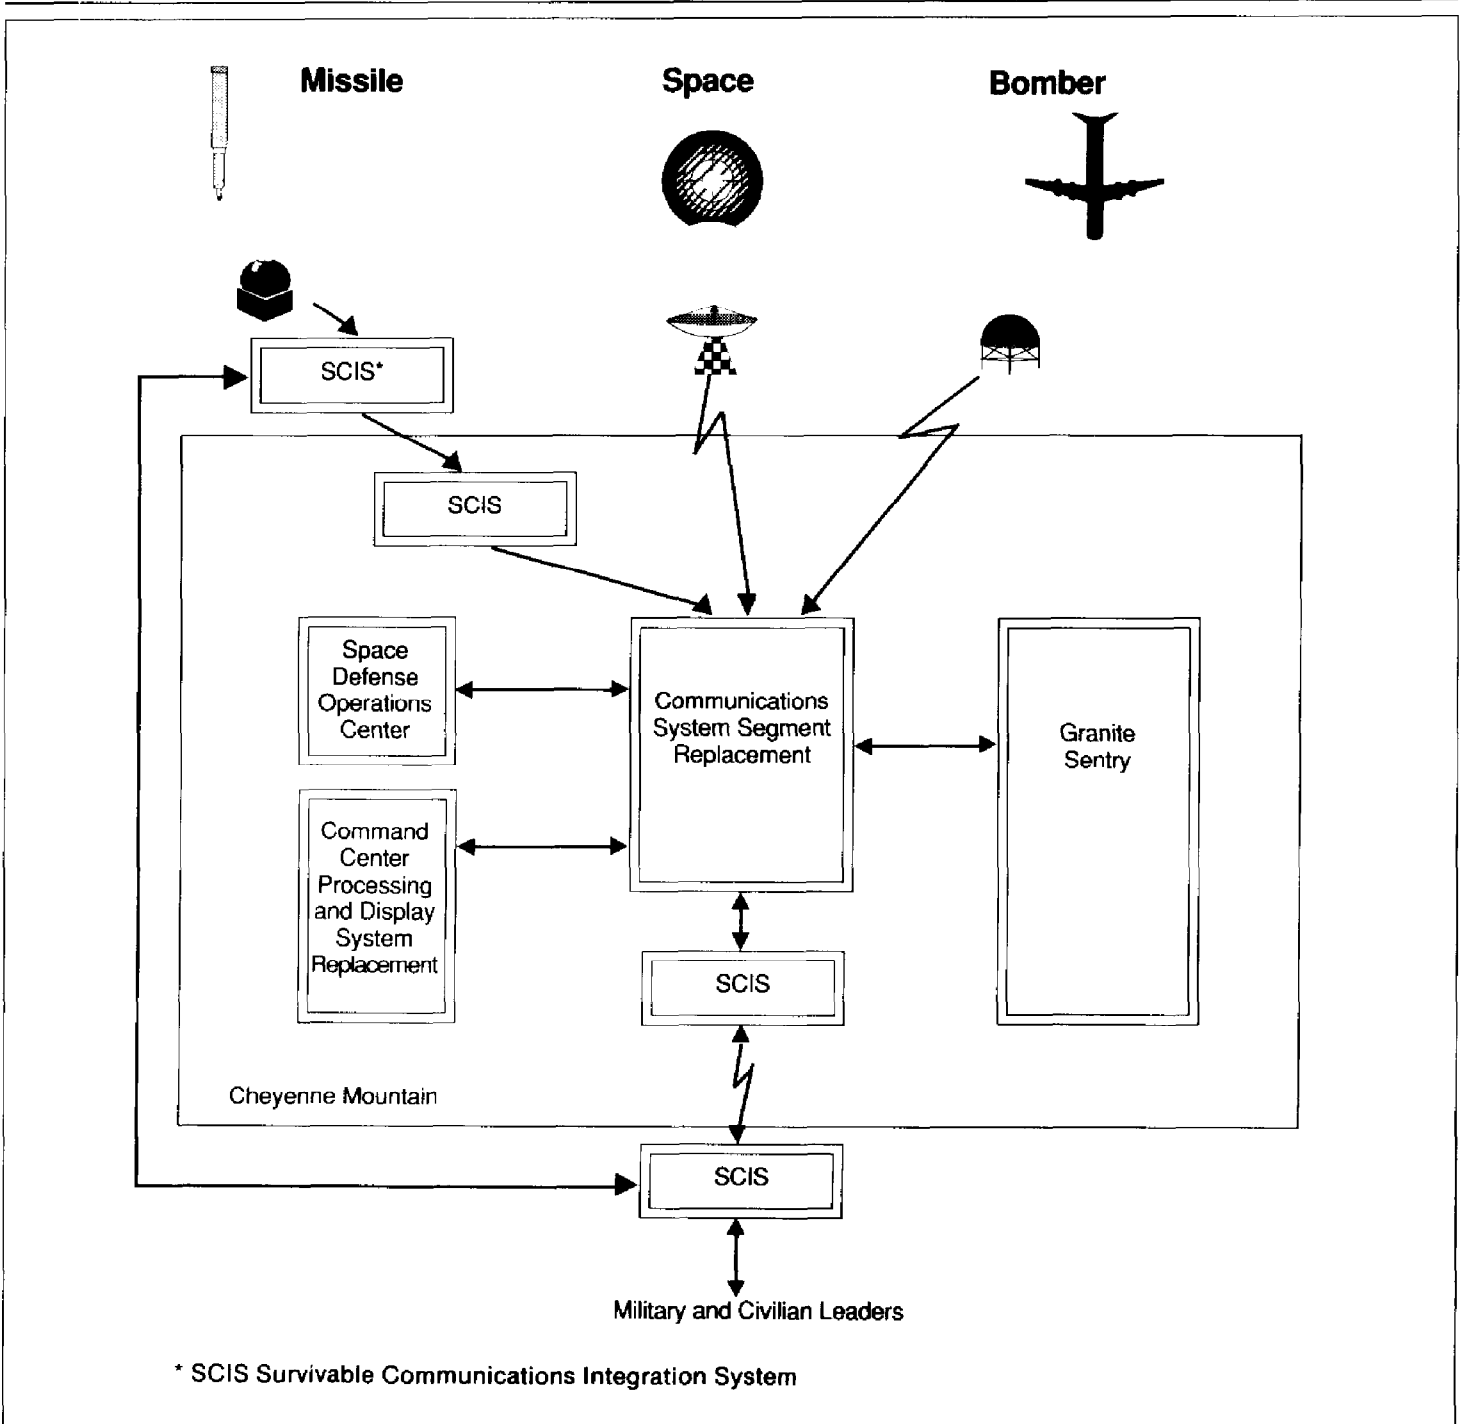 Missile
Space
Bomber
SCIS*
SCIS
Space
Defense
Operations
Center
Communications
System Segment
Replacement
Granite
Sentry
Command
Center
Processing
and Display
System
Replacement
SCIS
Cheyenne Mountain
SCIS
Military and Civilian Leaders
* SCIS Survivable Communications Integration System